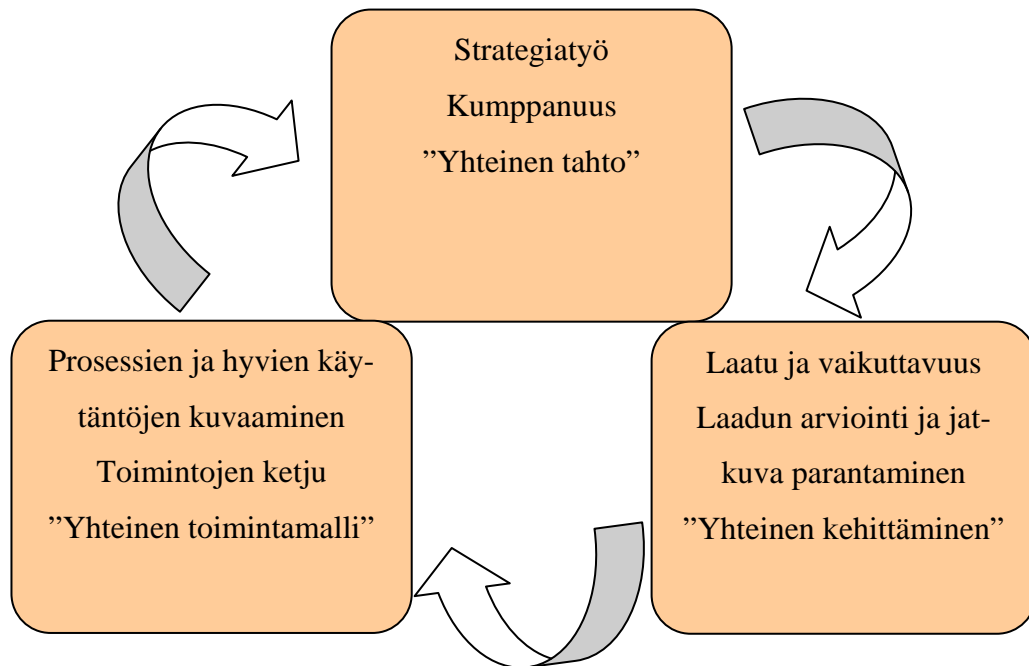 Strategiatyö
Kumppanuus
”Yhteinen tahto”
Prosessien ja hyvien käy-
täntöjen kuvaaminen
Toimintojen ketju
”Yhteinen toimintamalli”
Laatu ja vaikuttavuus
Laadun arviointi ja jat-
kuva parantaminen
”Yhteinen kehittäminen”